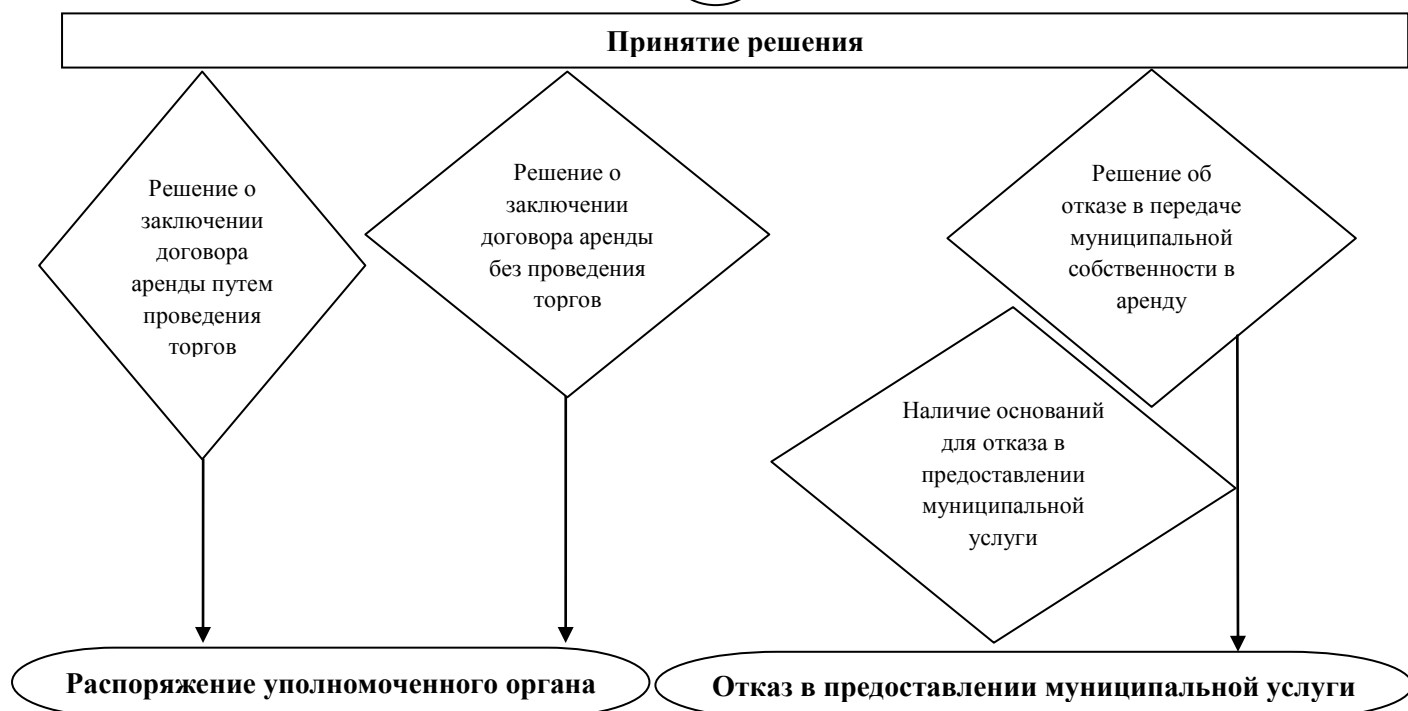 Принятие решения
Решение о
заключении
договора
аренды путем
проведения
торгов
Решение о
заключении
договора аренды
без проведения
торгов
Решение об
отказе в передаче
муниципальной
собственности в
аренду
Наличие оснований
для отказа в
предоставлении
муниципальной
услуги
Распоряжение уполномоченного органа
Отказ в предоставлении муниципальной услуги